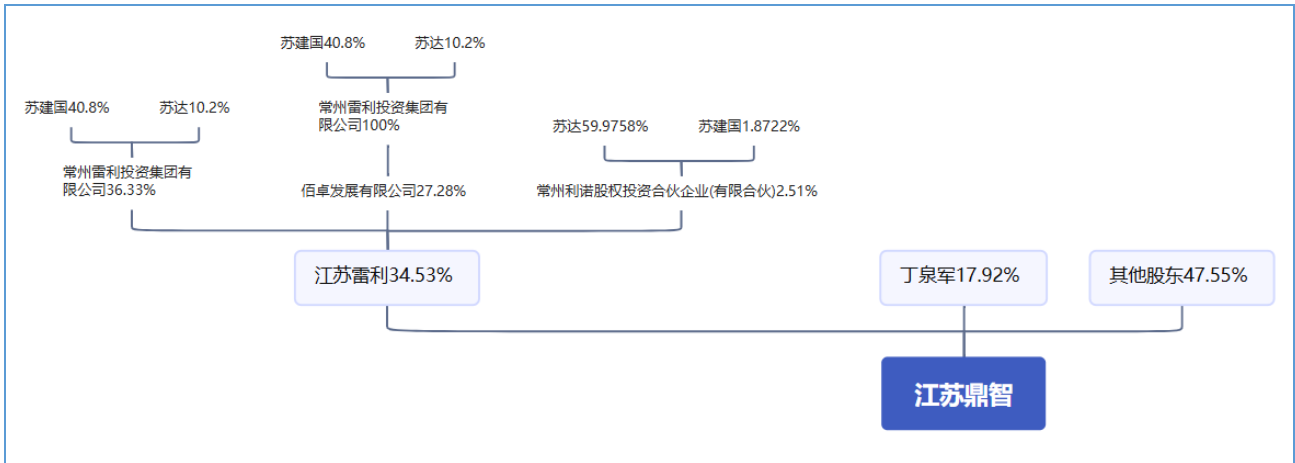 苏建国40.8%
苏达10.2%
苏建国40.8%
苏达10.2%
常州雷利投资集团有
限公司100%
苏达59.9758%
苏建国1.8722%
常州雷利投资集团有
限公司36.33%
佰卓发展有限公司27.28%
常州利诺股权投资合伙企业(有限合伙)2.51%
江苏雷利34.53%
丁泉军17.92%
其他股东47.55%
江苏鼎智